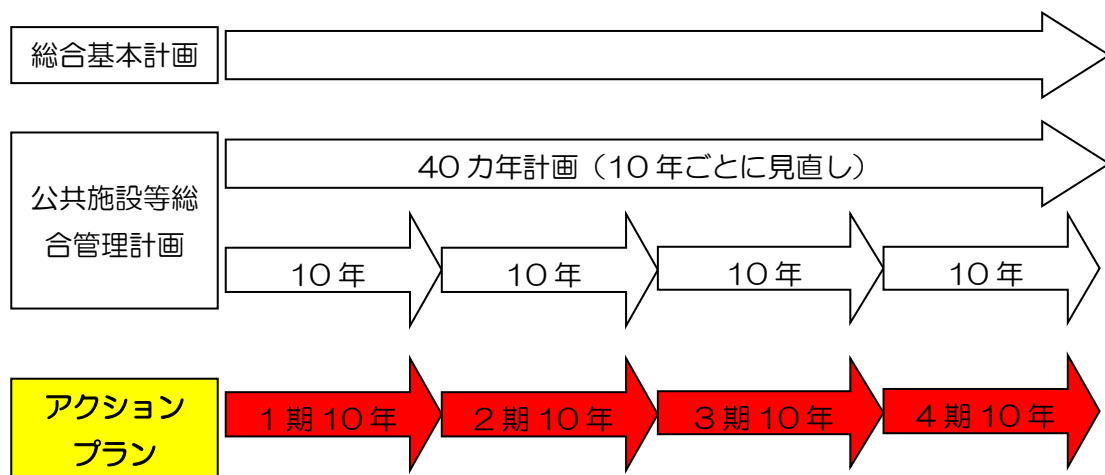 総合基本計画
40カ年計画（10年ごとに見直し）
公共施設等総
合管理計画
10年
10年
10年
10年
アクション
プラン
1期10年
2期10年
3期10年
4期10年